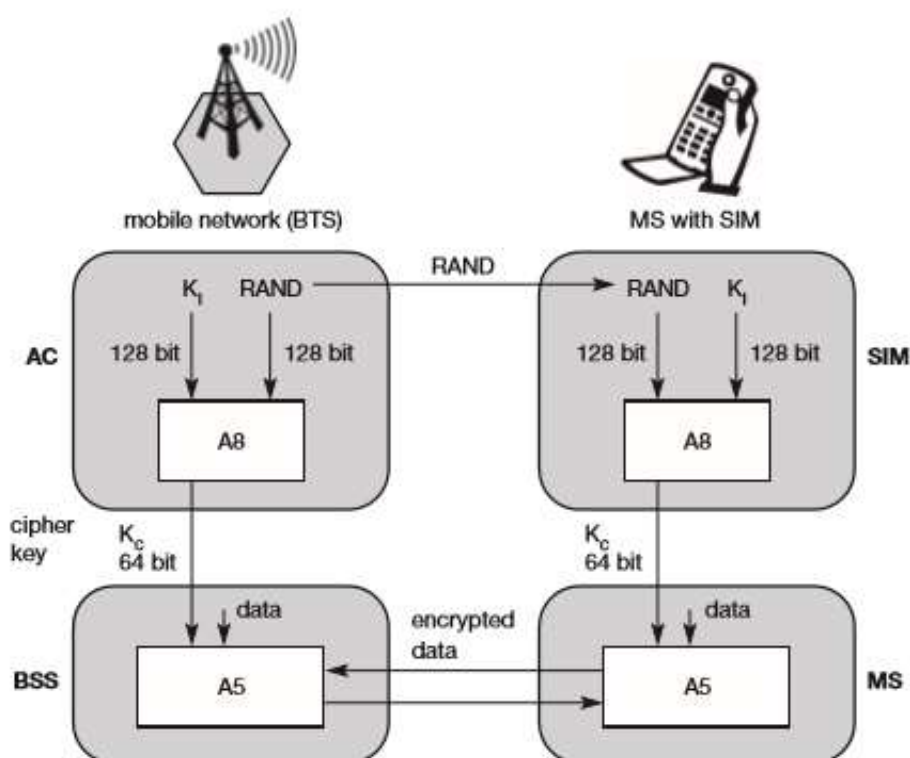 mobile network (BTS)
MS with SIM
RAND
Ki RAND
RAND Ki
AC
128 bit
128 bit
128 bit
128 bit
SIM
A8
A8
cipher
key
Kc
64 bit
Kc
64 bit
data
encrypted
data
data
BSS
A5
A5
MS